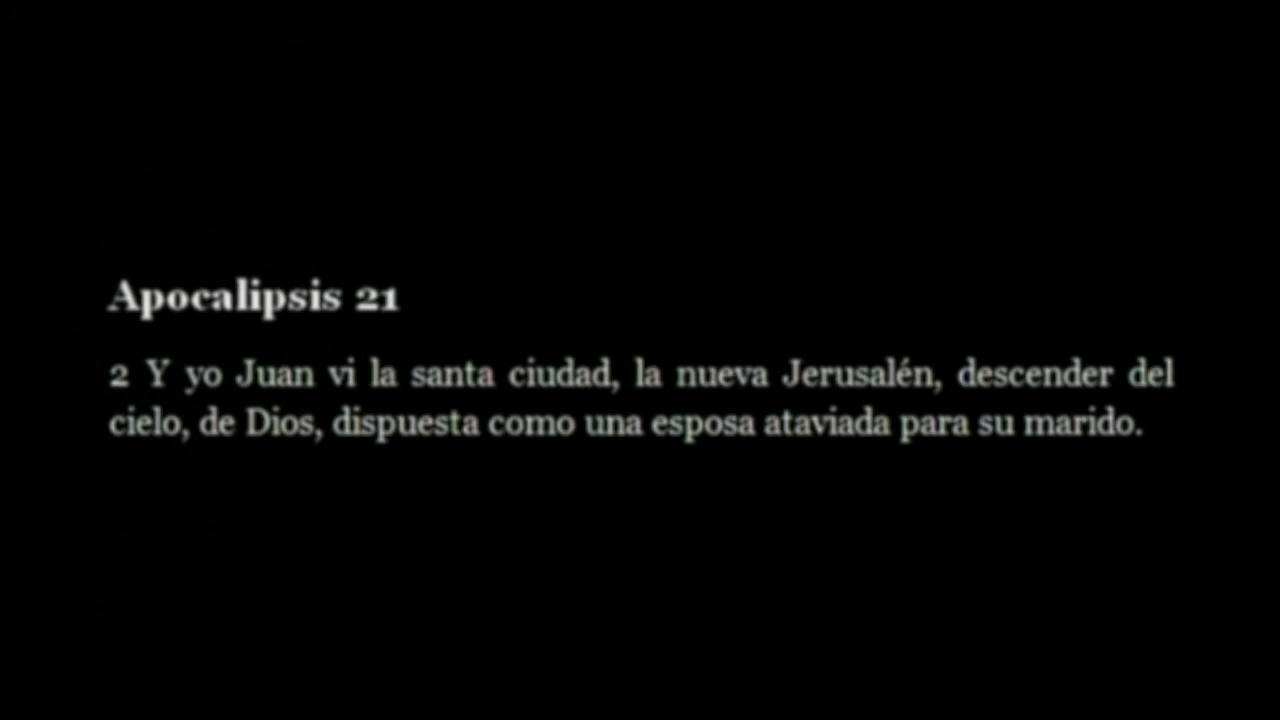 Apocalipsis 21
2 Y yo Juan vi la santa ciudad, la nueva Jerusalén, descender del
cielo, de Dios, dispuesta como una esposa ataviada para su marido.